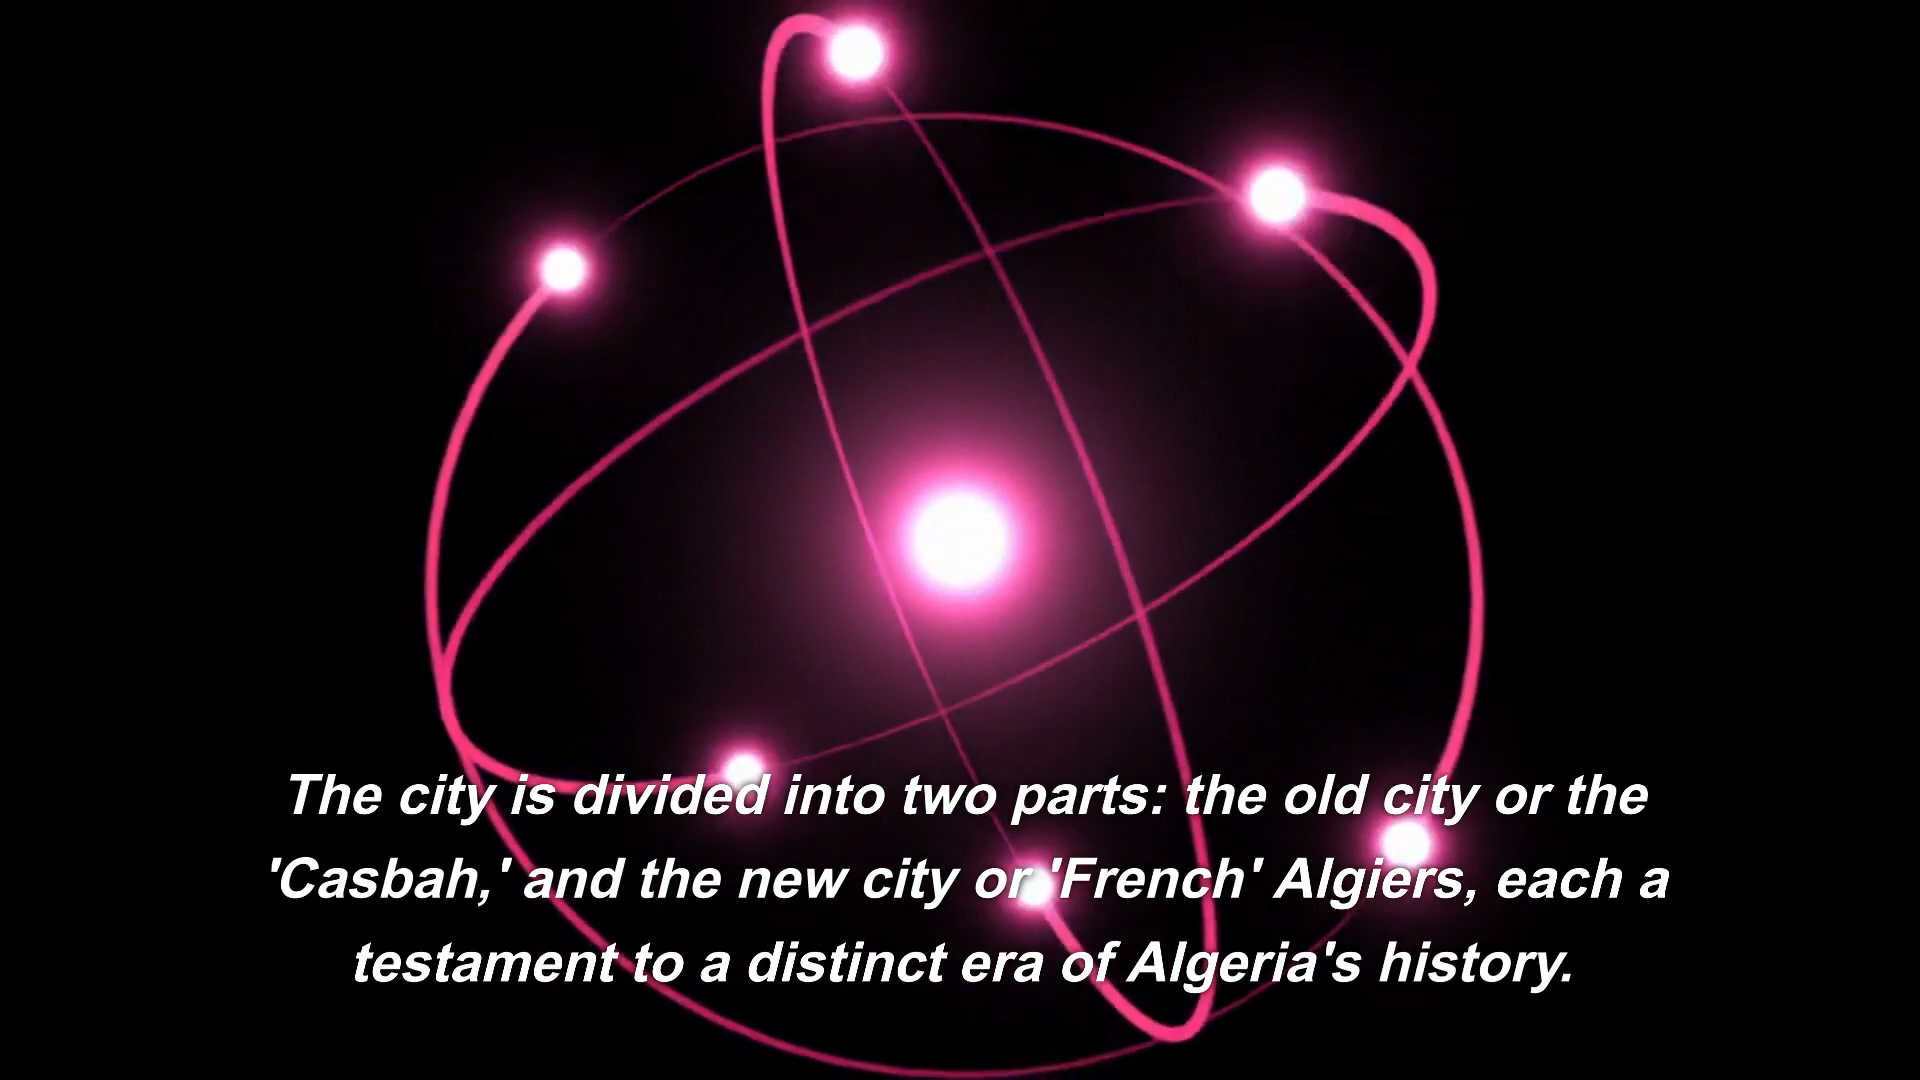 The city is divided into two parts: the old city or the
'Casbah,' and the new city or 'French' Algiers, each a
testament to a distinct era of Algeria's history.